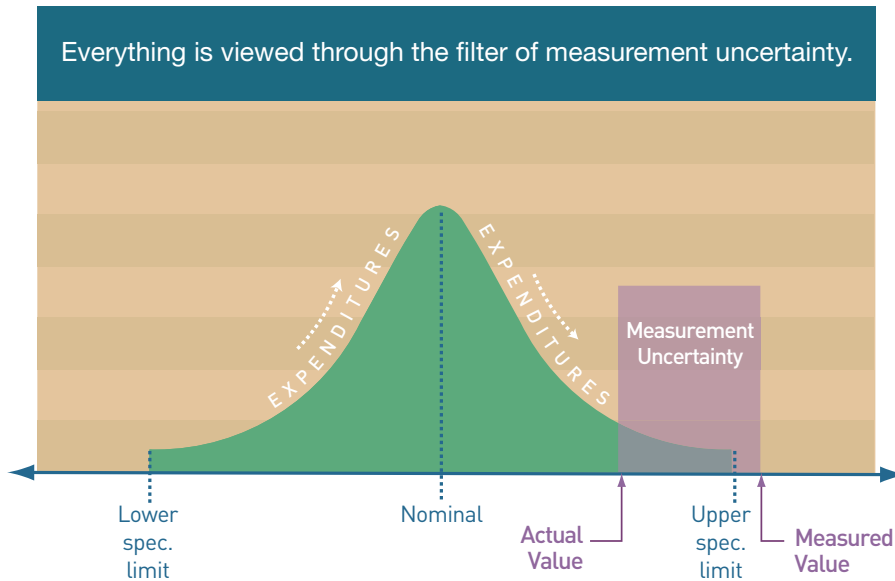 Everything is viewed through the filter of measurement uncertainty.
EXPENDITURES
EXPENDITURES
Measurement
Uncertainty
Lower
spec.
limit
Nominal
Actual
Value
Upper
spec.
limit
Measured
Value